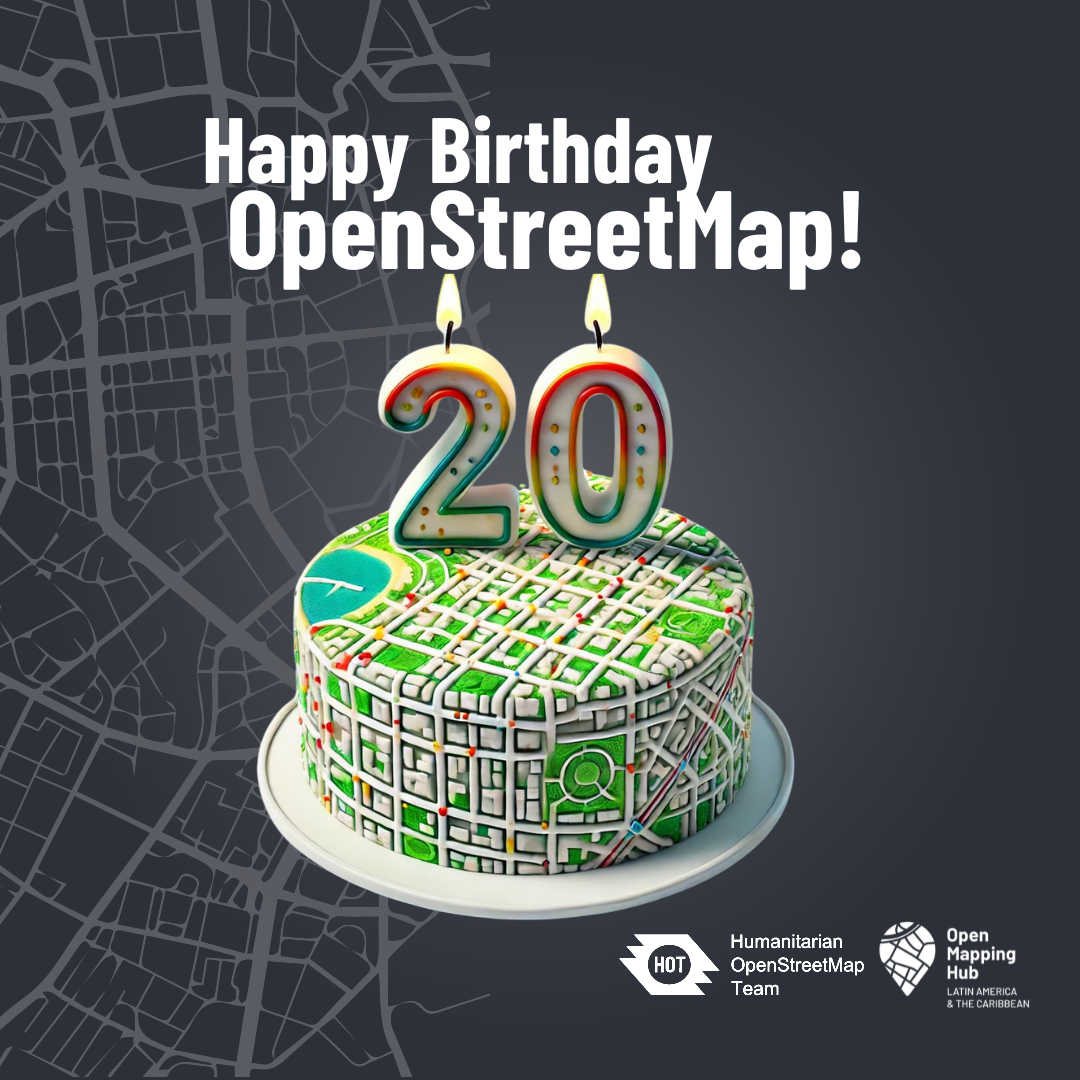 Happy Birthday
OpenStreetMap!
20
HOT
Humanitarian
OpenStreetMap
Team
Open
Mapping
Hub
LATIN AMERICA
& THE CARIBBEAN